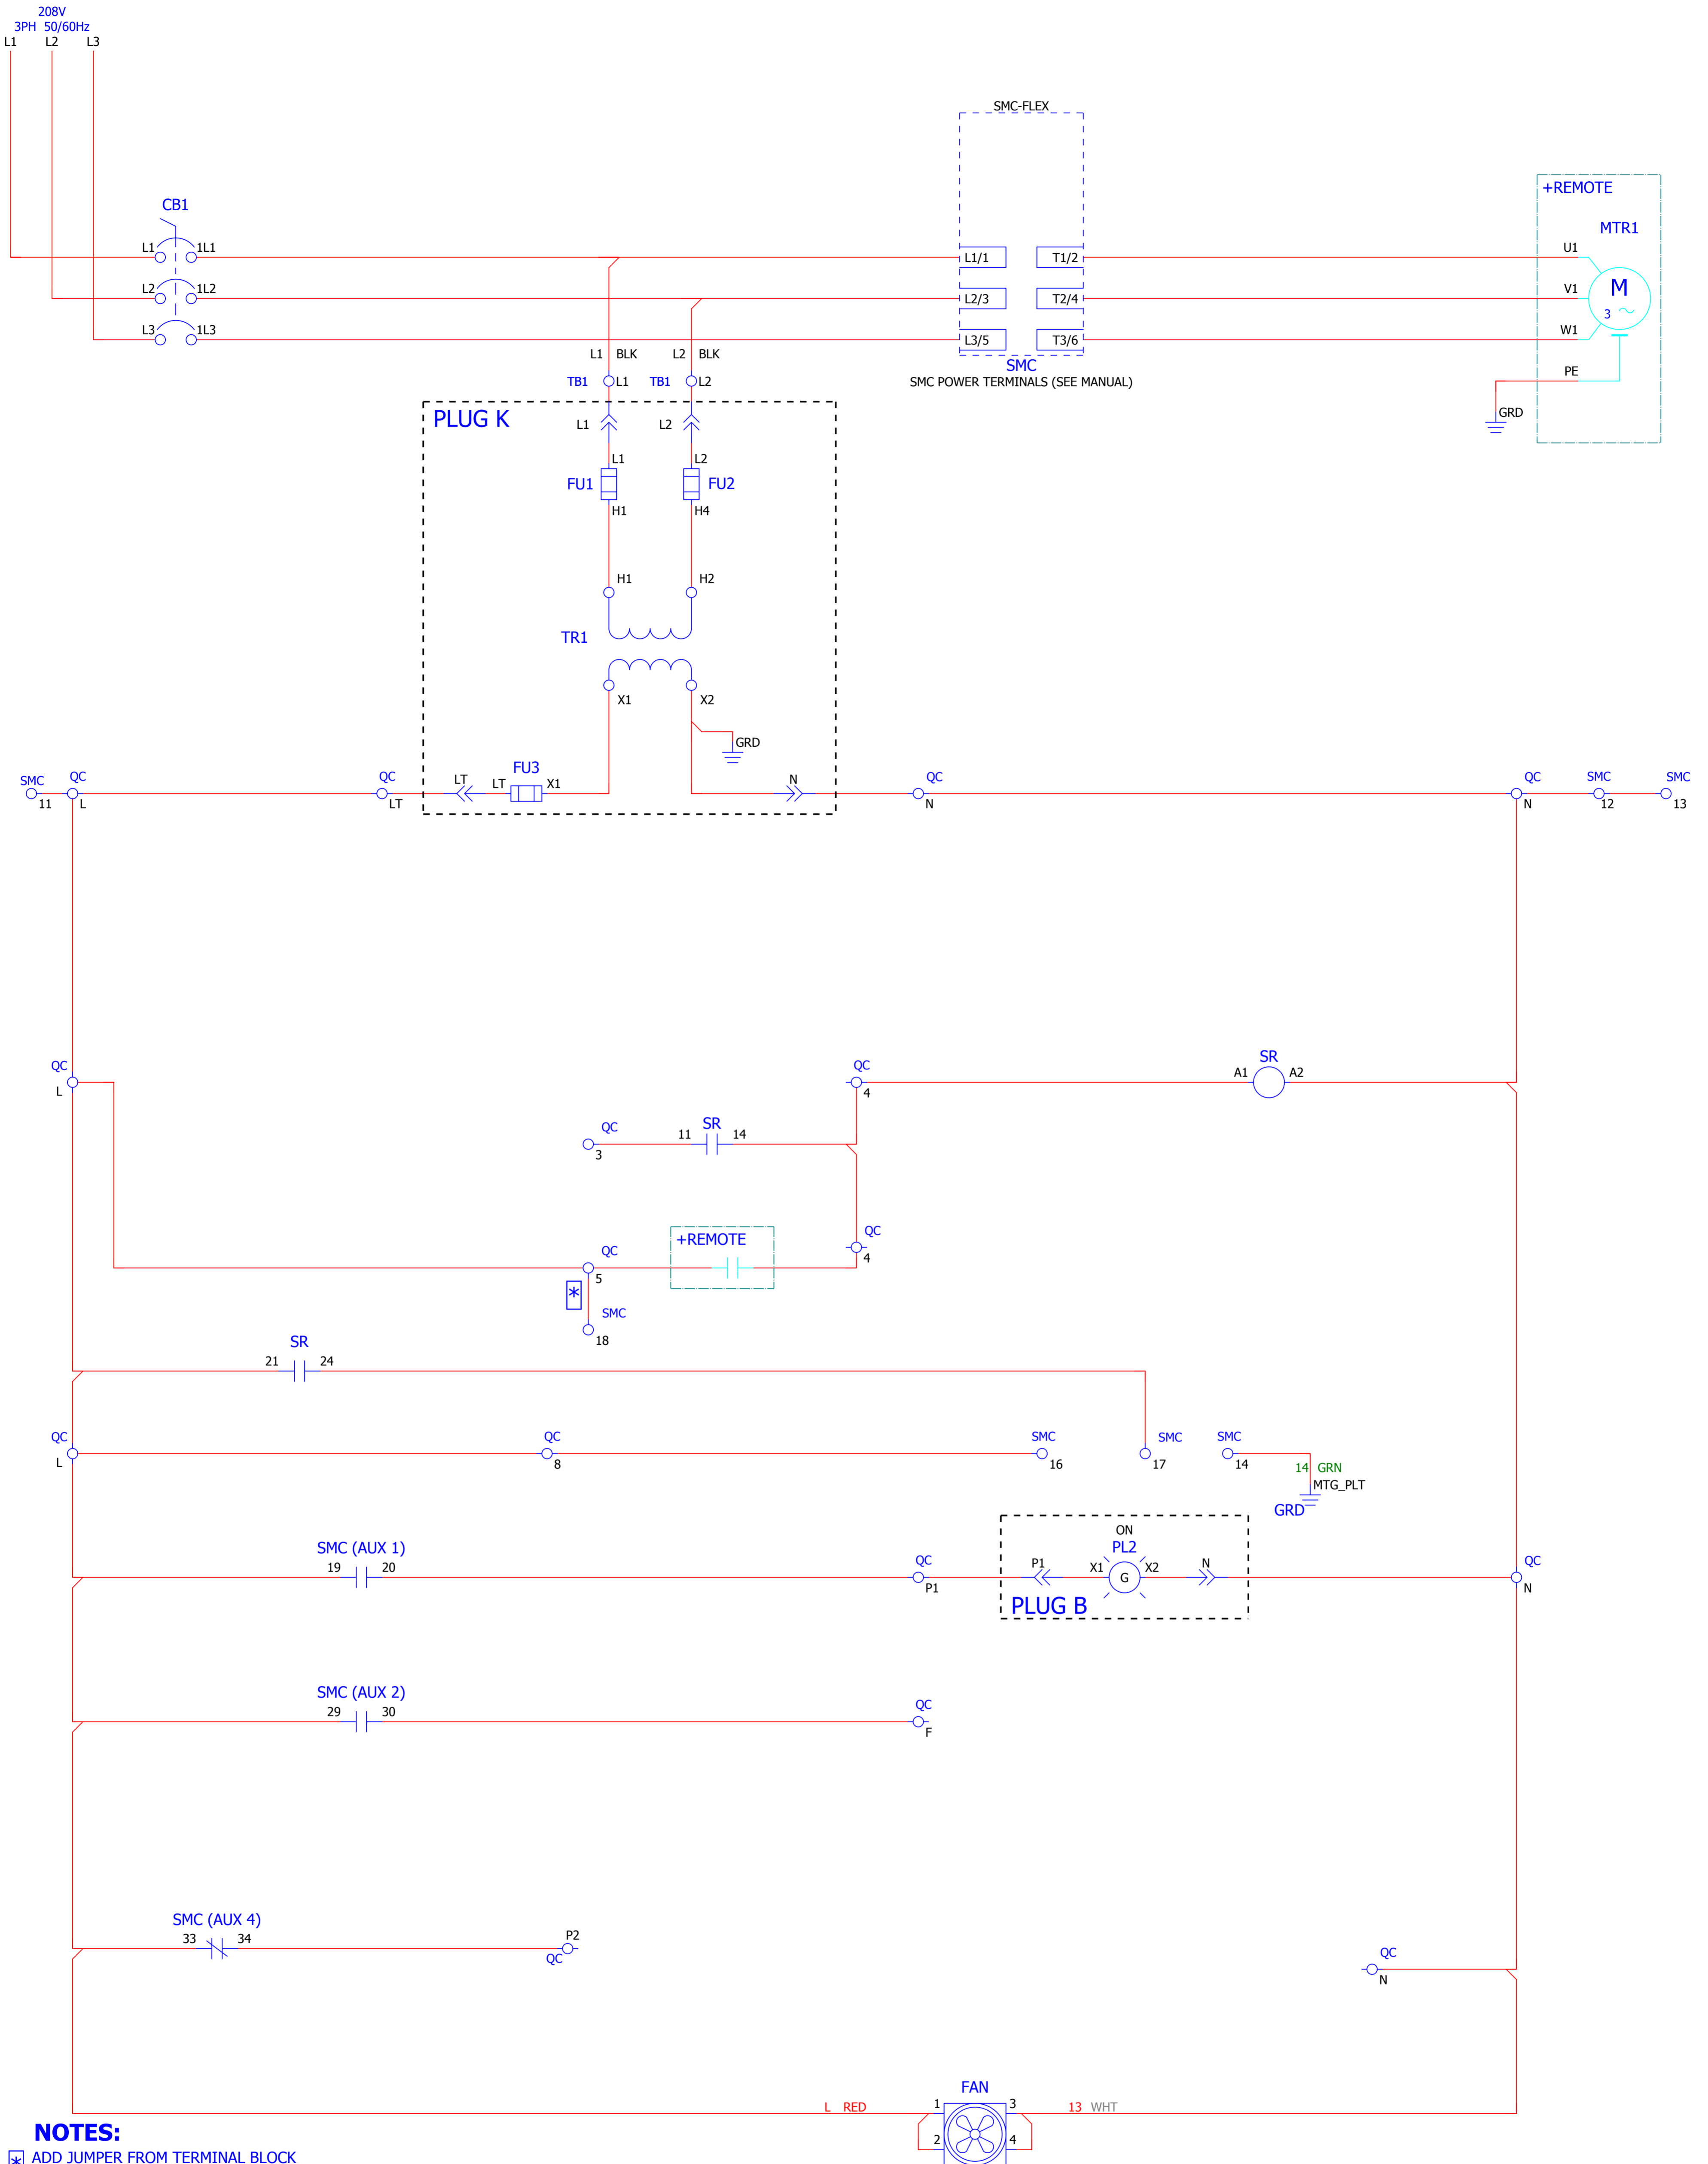 208V
3PH 50/60Hz
L1 L2 L3
SMC-FLEX
+REMOTE
CB1
MTR1
L1 1L1 L1/1 T1/2 U1
L2 1L2 L2/3 T2/4 V1 M
3
L3 1L3 L3/5 T3/6 W1
L1 BLK L2 BLK
SMC
SMC POWER TERMINALS (SEE MANUAL)
PE
TB1 L1 TB1 L2
GRD
PLUG K
L1 L2
L1 L2
FU1 FU2
H1 H4
H1 H2
TR1
X1 X2
GRD
SMC QC QC LT LT FU3 X1 N QC QC SMC SMC
11 L LT N N 12 13
QC QC SR
L 4 A1 A2
QC 11 SR 14
3
QC +REMOTE QC
5 4
*
SMC
18
SR
21 24
QC QC SMC SMC SMC
L 8 16 17 14
14 GRN
MTG_PLT
GRD
ON
SMC (AUX 1) QC PL2 QC
19 20 P1 P1 X1 G X2 N N
PLUG B
SMC (AUX 2) QC
29 30 F
SMC (AUX 4)
33 34 P2
QC
QC
N
FAN
L RED 1 3 13 WHT
2 4
NOTES:
* ADD JUMPER FROM TERMINAL BLOCK